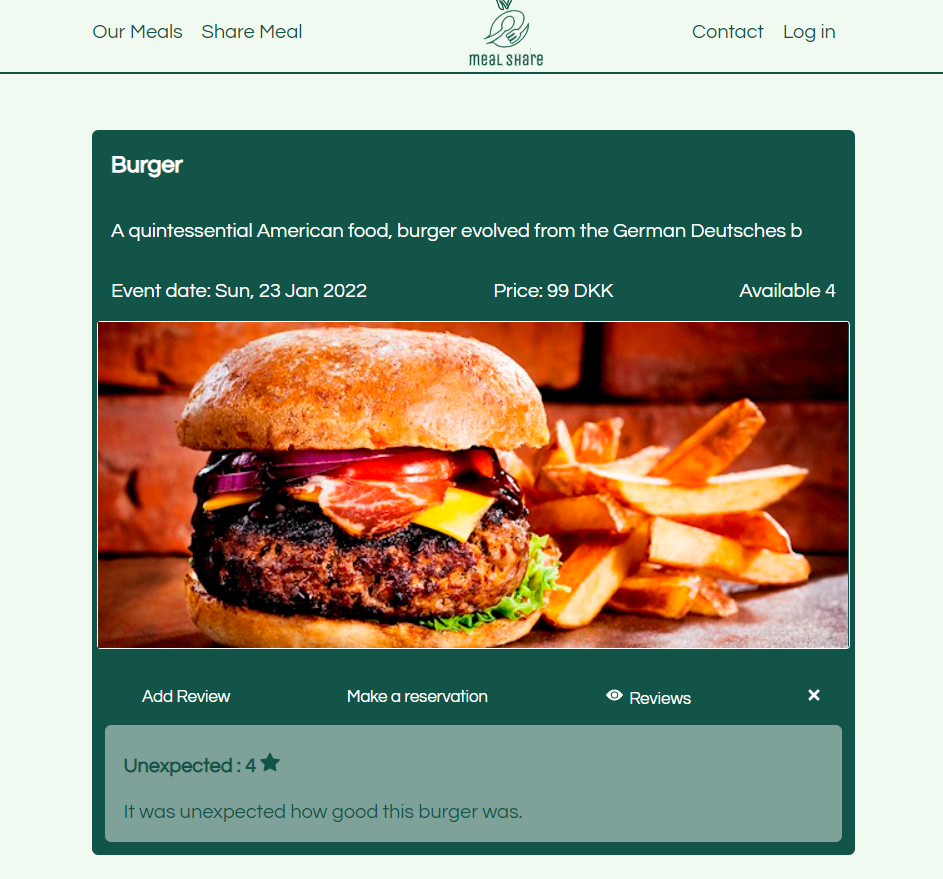 Our Meals Share Meal
meal share
Contact Log in
Burger
A quintessential American food, burger evolved from the German Deutsches b
Event date: Sun, 23 Jan 2022 Price: 99 DKK Available 4
Add Review Make a reservation Reviews ×
Unexpected : 4 ★
It was unexpected how good this burger was.